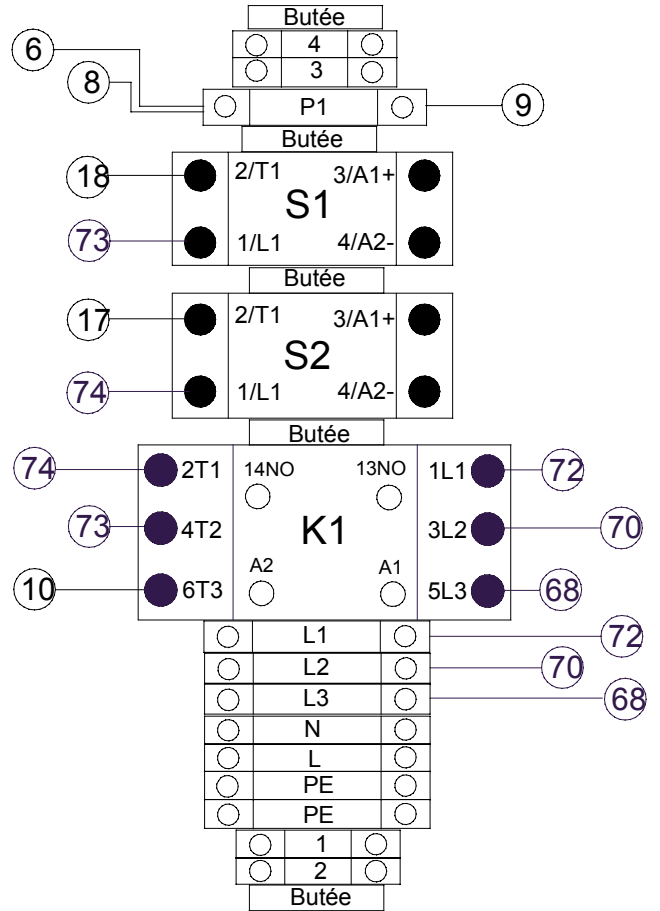 Butée
6 4
8 3
P1 9
Butée
18 2/T1 3/A1+
S1
73 1/L1 4/A2-
Butée
17 2/T1 3/A1+
S2
74 1/L1 4/A2-
Butée
74 2T1 14NO 13NO 1L1 72
73 4T2 K1 3L2 70
A2 A1
10 6T3 5L3 68
L1 72
L2 70
L3 68
N
L
PE
PE
1
2
Butée